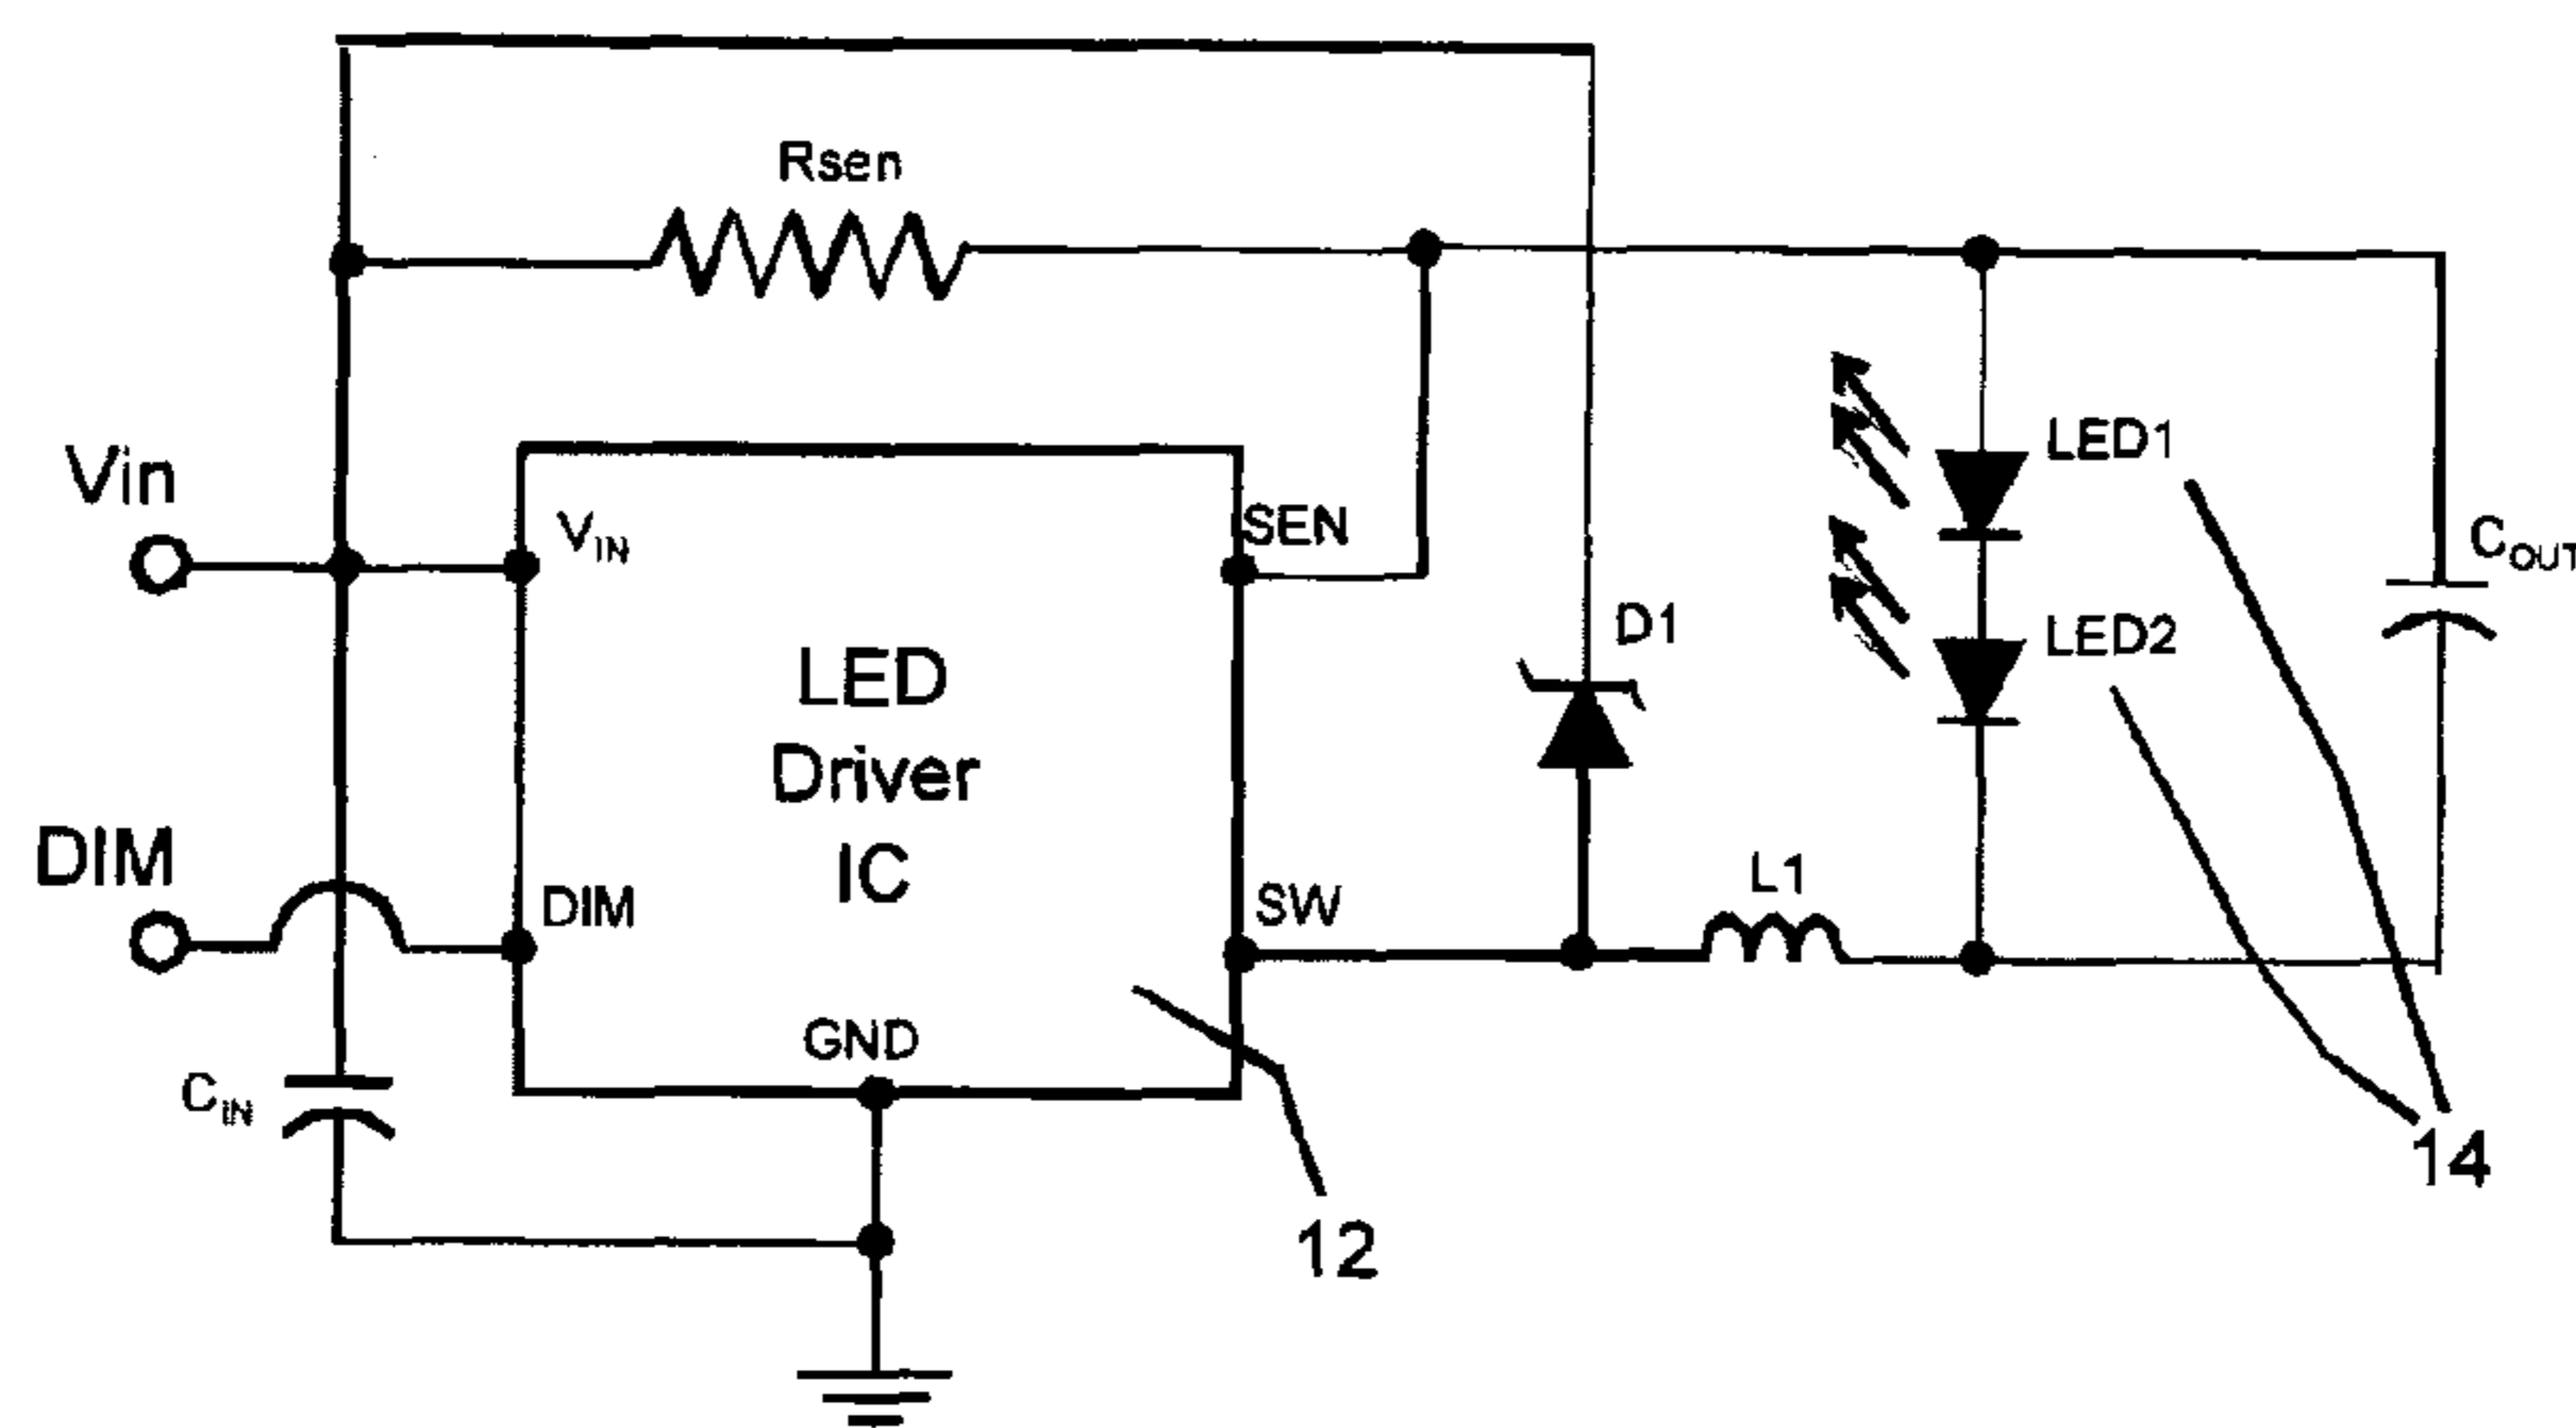 Rsen
Vin
VIN
SEN
LED1
COUT
D1
LED2
LED
Driver
IC
DIM
DIM
SW
L1
GND
CIN
14
12